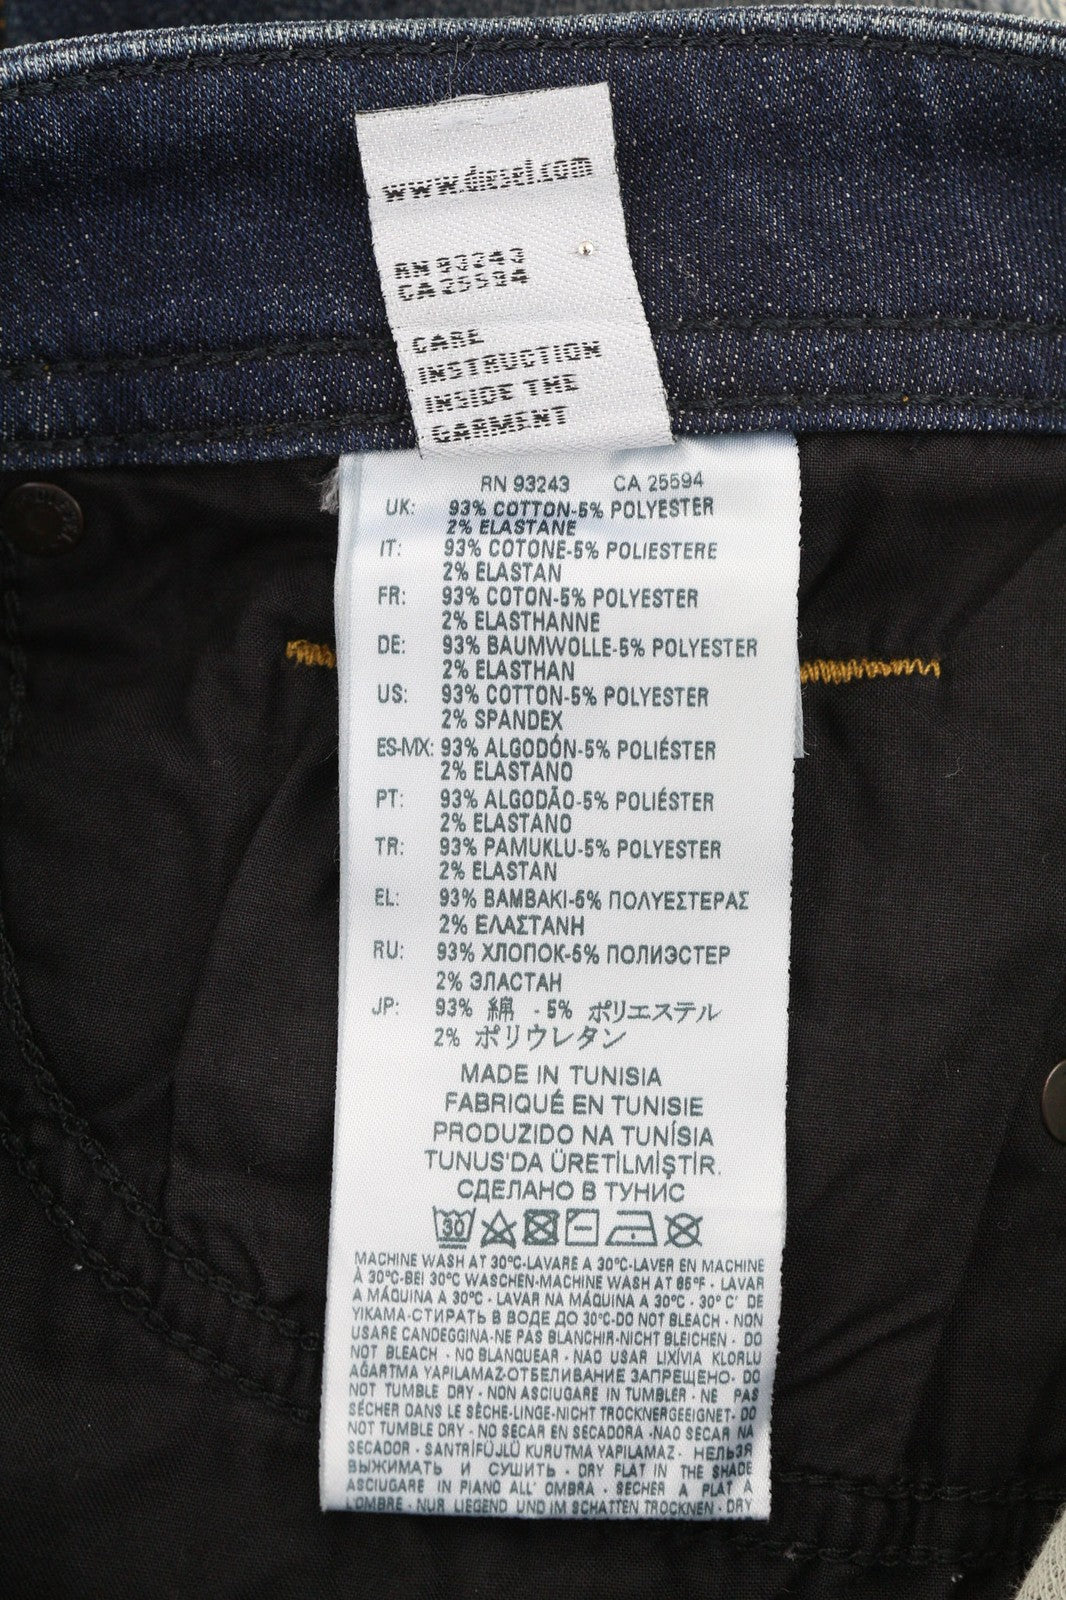 www.diesel.com
RN 93243
CA 25594
CARE
INSTRUCTION
INSIDE THE
GARMENT
RN 93243 CA 25594
UK: 93% COTTON-5% POLYESTER
2% ELASTANE
IT: 93% COTONE-5% POLIESTERE
2% ELASTAN
FR: 93% COTON-5% POLYESTER
2% ELASTHANNE
DE: 93% BAUMWOLLE-5% POLYESTER
2% ELASTHAN
US: 93% COTTON-5% POLYESTER
2% SPANDEX
ES-MX: 93% ALGODÓN-5% POLIÉSTER
2% ELASTANO
PT: 93% ALGODÃO-5% POLIÉSTER
2% ELASTANO
TR: 93% PAMUKLU-5% POLYESTER
2% ELASTAN
EL: 93% ΒΑΜΒΑΚΙ-5% ΠΟΛΥΕΣΤΕΡΑΣ
2% ΕΛΑΣΤΑΝΗ
RU: 93% ХЛОПОК-5% ПОЛИЭСТЕР
2% ЭЛАСТАН
JP: 93% 綿 - 5% ポリエステル
2% ポリウレタン
MADE IN TUNISIA
FABRIQUÉ EN TUNISIE
PRODUZIDO NA TUNÍSIA
TUNUS'DA ÜRETİLMİŞTİR.
СДЕЛАНО В ТУНИС
30
MACHINE WASH AT 30°C-LAVARE A 30°C-LAVER EN MACHINE
À 30°C-BEI 30°C WASCHEN-MACHINE WASH AT 85°F - LAVAR
A MÁQUINA A 30°C - LAVAR NA MÁQUINA A 30°C - 30° C' DE
YIKAMA-СТИРАТЬ В ВОДЕ ДО 30°C-DO NOT BLEACH - NON
USARE CANDEGGINA-NE PAS BLANCHIR-NICHT BLEICHEN - DO
NOT BLEACH - NO BLANQUEAR - NAO USAR LIXÍVIA KLORLU
AĞARTMA YAPILAMAZ-ОТБЕЛИВАНИЕ ЗАПРЕЩЕНО- DO
NOT TUMBLE DRY - NON ASCIUGARE IN TUMBLER - NE PAS
SÉCHER DANS LE SÈCHE-LINGE-NICHT TROCKNERGEEIGNET- DO
NOT TUMBLE DRY - NO SECAR EN SECADORA -NAO SECAR NA
SECADOR - SANTRİFÜJLÜ KURUTMA YAPILAMAZ - НЕЛЬЗЯ
ВЫЖИМАТЬ И СУШИТЬ - DRY FLAT IN THE SHADE
ASCIUGARE IN PIANO ALL' OMBRA - SECHER A PLAT A
L'OMBRE - NUR LIEGEND UND IM SCHATTEN TROCKNEN - DRY